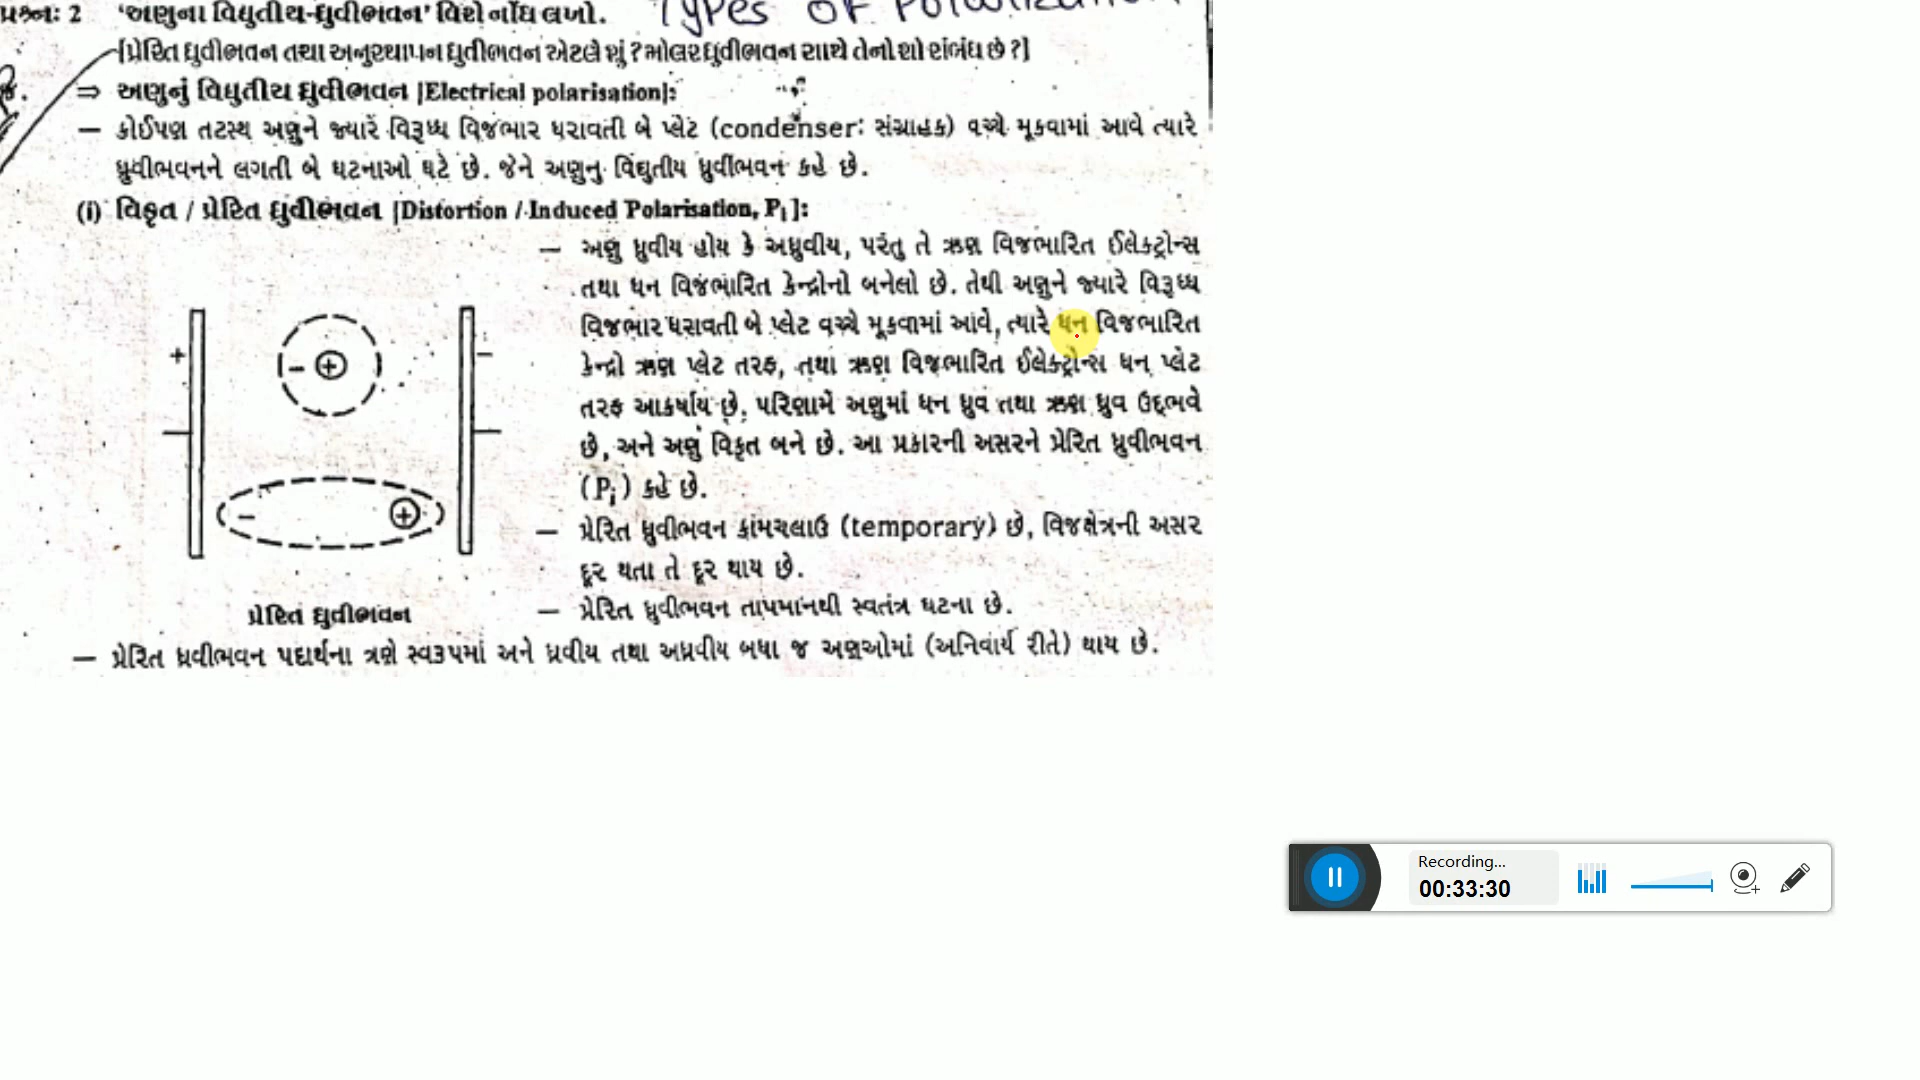 પ્રશ્નઃ 2 ‘અણુના વિધુતીય-ધ્રુવીભવન’ વિશે નોંધ લખો. Types of Polarization
[પ્રેરિત ધ્રુવીભવન તથા અનુસ્થાપન ધ્રુવીભવન એટલે શું ? મોલર ધ્રુવીભવન સાથે તેનો શો સંબંધ છે ?]
⇒ અણુનું વિધુતીય ધ્રુવીભવન [Electrical polarisation]:
– કોઈપણ તટસ્થ અણુને જ્યારે વિરૂધ્ધ વિજભાર ધરાવતી બે પ્લેટ (condenser: સંગ્રાહક) વચ્ચે મૂકવામાં આવે ત્યારે
ધ્રુવીભવનને લગતી બે ઘટનાઓ ઘટે છે. જેને અણુનુ વિદ્યુતીય ધ્રુવીભવન કહે છે.
(i) વિકૃત / પ્રેરિત ધ્રુવીભવન [Distortion / Induced Polarisation, Pi]:
– અણુ ધ્રુવીય હોય કે અધ્રુવીય, પરંતુ તે ઋણ વિજભારિત ઈલેક્ટ્રોન્સ
તથા ધન વિજભારિત કેન્દ્રોનો બનેલો છે. તેથી અણુને જ્યારે વિરૂધ્ધ
વિજભાર ધરાવતી બે પ્લેટ વચ્ચે મૂકવામાં આવે, ત્યારે ધન વિજભારિત
કેન્દ્રો ઋણ પ્લેટ તરફ, તથા ઋણ વિજભારિત ઈલેક્ટ્રોન્સ ધન પ્લેટ
તરફ આકર્ષાય છે. પરિણામે અણુમાં ધન ધ્રુવ તથા ઋણ ધ્રુવ ઉદ્દભવે
છે, અને અણુ વિકૃત બને છે. આ પ્રકારની અસરને પ્રેરિત ધ્રુવીભવન
(Pi) કહે છે.
– પ્રેરિત ધ્રુવીભવન કામચલાઉ (temporary) છે, વિજક્ષેત્રની અસર
દૂર થતા તે દૂર થાય છે.
પ્રેરિત ધ્રુવીભવન
– પ્રેરિત ધ્રુવીભવન તાપમાનથી સ્વતંત્ર ઘટના છે.
– પ્રેરિત ધ્રુવીભવન પદાર્થના ત્રણે સ્વરૂપમાં અને ધ્રુવીય તથા અધ્રુવીય બધા જ અણુઓમાં (અનિવાર્ય રીતે) થાય છે.
Recording...
00:33:30